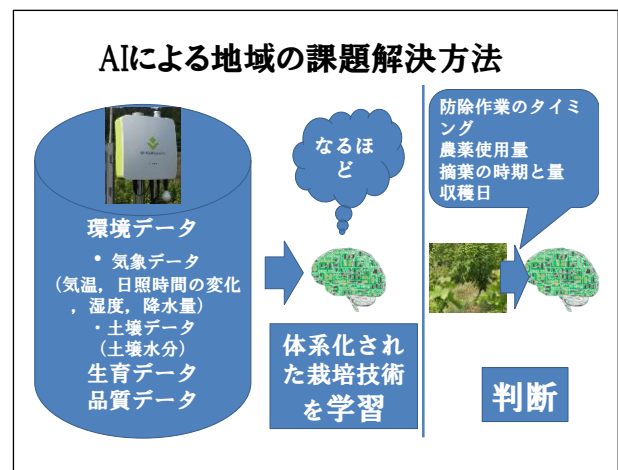 AIによる地域の課題解決方法
環境データ
• 気象データ
(気温，日照時間の変化
，湿度，降水量)
・土壌データ
(土壌水分)
生育データ
品質データ
なるほ
ど
体系化され
た栽培技術
を学習
防除作業のタイミ
ング
農薬使用量
摘葉の時期と量
収穫日
判断